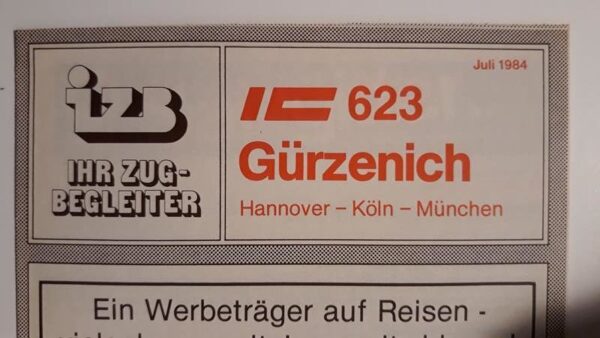 Juli 1984
izB
IHR ZUG-
BEGLEITER
IC 623
Gürzenich
Hannover – Köln – München
Ein Werbeträger auf Reisen -